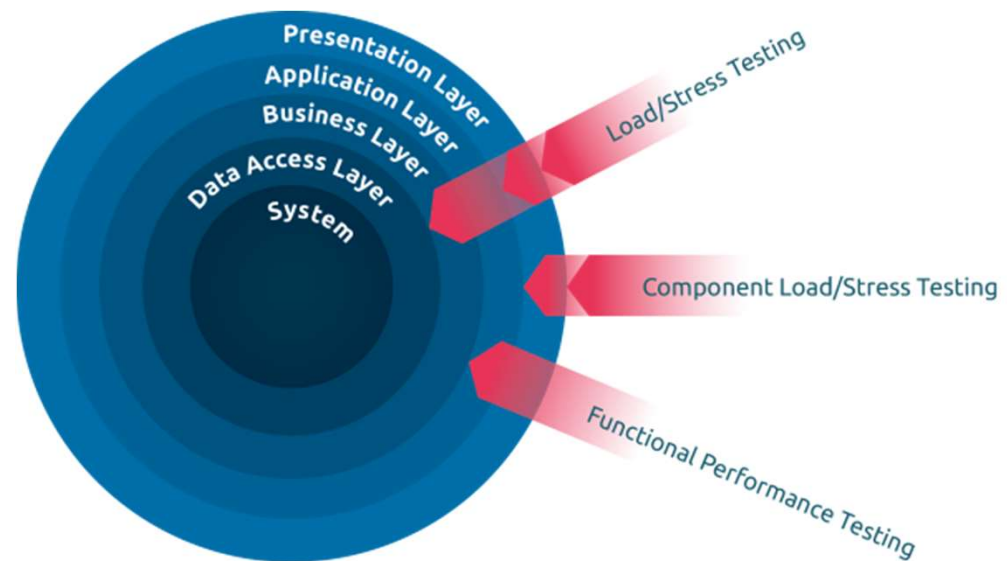 Presentation Layer
Application Layer
Business Layer
Data Access Layer
System
Load/Stress Testing
Component Load/Stress Testing
Functional Performance Testing